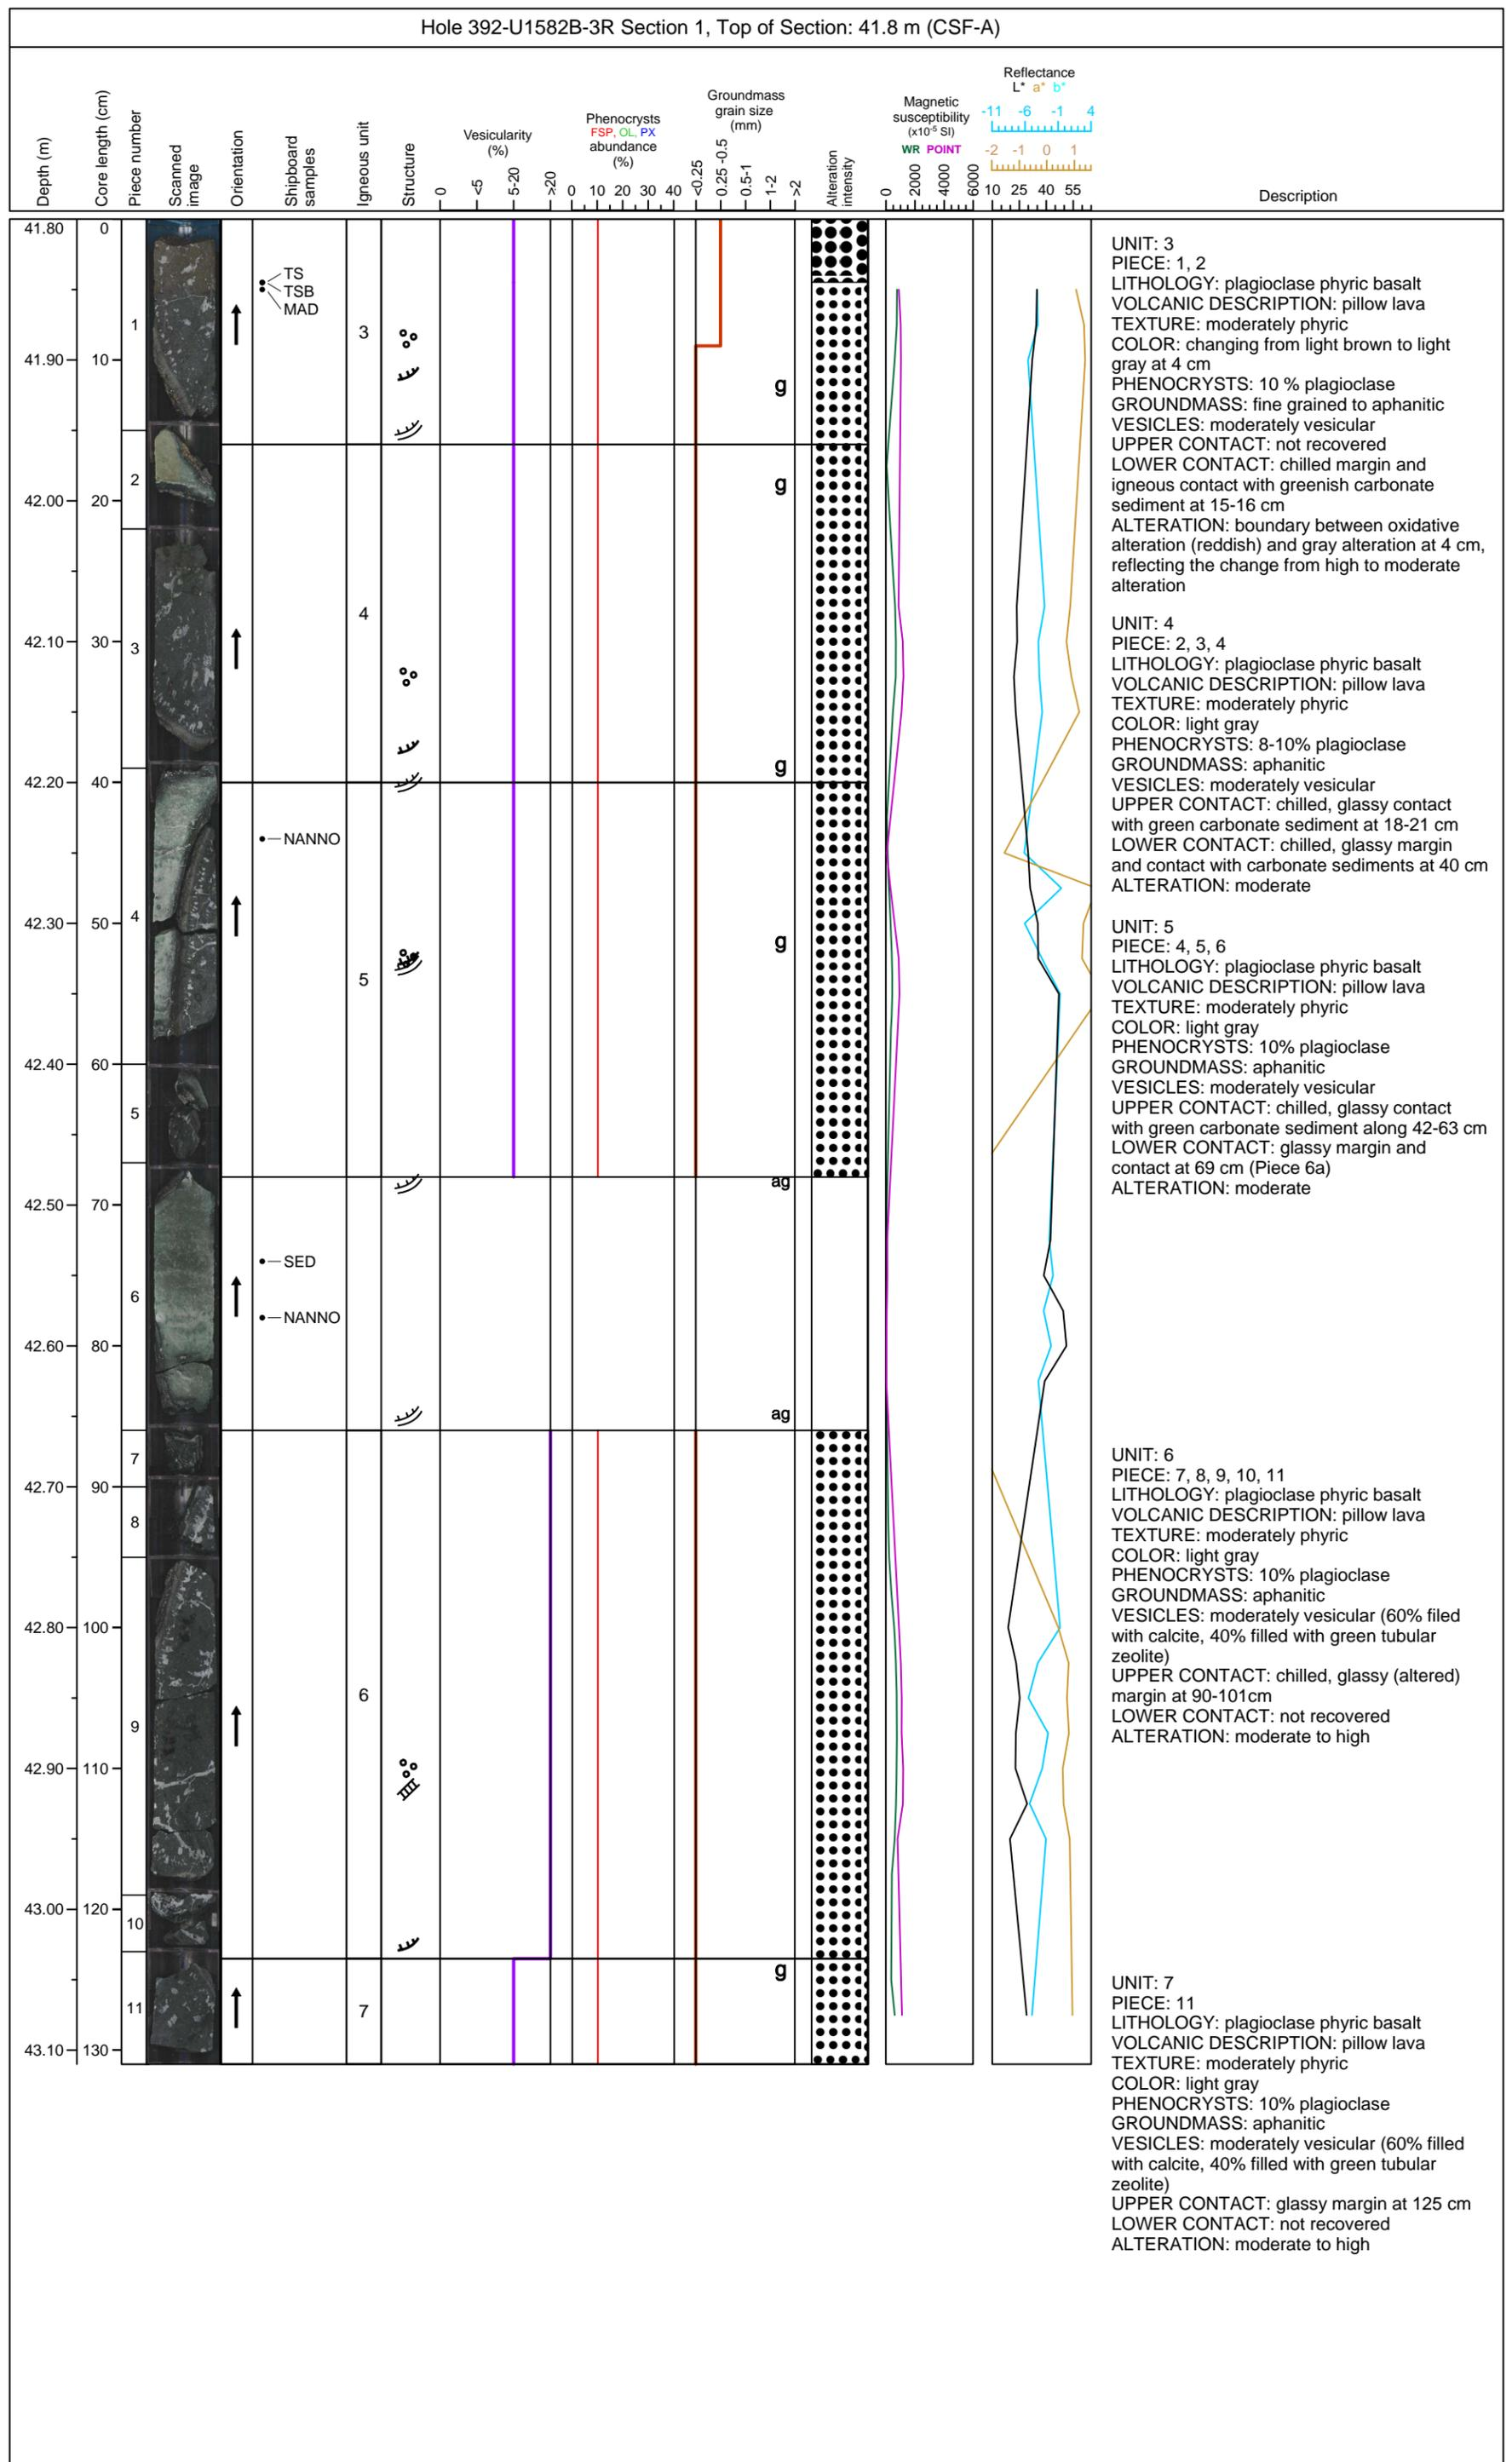 Hole 392-U1582B-3R Section 1, Top of Section: 41.8 m (CSF-A)
Depth (m)
Core length (cm)
Piece number
Scanned
image
Orientation
Shipboard
samples
Igneous unit
Structure
Vesicularity
(%)
0
<5
5-20
>20
Phenocrysts
FSP, OL, PX
abundance
(%)
0 10 20 30 40
Groundmass
grain size
(mm)
<0.25
0.25 -0.5
0.5-1
1-2
>2
Alteration
intensity
Magnetic
susceptibility
(x10-5 SI)
WR POINT
0
2000
4000
6000
Reflectance
L* a* b*
-11 -6 -1 4
-2 -1 0 1
10 25 40 55
Description
41.80
41.90
42.00
42.10
42.20
42.30
42.40
42.50
42.60
42.70
42.80
42.90
43.00
43.10
0
10
20
30
40
50
60
70
80
90
100
110
120
130
1
2
3
4
5
6
7
8
9
10
11
TS
TSB
MAD
NANNO
SED
NANNO
3
4
5
6
7
g
g
g
g
ag
ag
g
UNIT: 3
PIECE: 1, 2
LITHOLOGY: plagioclase phyric basalt
VOLCANIC DESCRIPTION: pillow lava
TEXTURE: moderately phyric
COLOR: changing from light brown to light
gray at 4 cm
PHENOCRYSTS: 10 % plagioclase
GROUNDMASS: fine grained to aphanitic
VESICLES: moderately vesicular
UPPER CONTACT: not recovered
LOWER CONTACT: chilled margin and
igneous contact with greenish carbonate
sediment at 15-16 cm
ALTERATION: boundary between oxidative
alteration (reddish) and gray alteration at 4 cm,
reflecting the change from high to moderate
alteration
UNIT: 4
PIECE: 2, 3, 4
LITHOLOGY: plagioclase phyric basalt
VOLCANIC DESCRIPTION: pillow lava
TEXTURE: moderately phyric
COLOR: light gray
PHENOCRYSTS: 8-10% plagioclase
GROUNDMASS: aphanitic
VESICLES: moderately vesicular
UPPER CONTACT: chilled, glassy contact
with green carbonate sediment at 18-21 cm
LOWER CONTACT: chilled, glassy margin
and contact with carbonate sediments at 40 cm
ALTERATION: moderate
UNIT: 5
PIECE: 4, 5, 6
LITHOLOGY: plagioclase phyric basalt
VOLCANIC DESCRIPTION: pillow lava
TEXTURE: moderately phyric
COLOR: light gray
PHENOCRYSTS: 10% plagioclase
GROUNDMASS: aphanitic
VESICLES: moderately vesicular
UPPER CONTACT: chilled, glassy contact
with green carbonate sediment along 42-63 cm
LOWER CONTACT: glassy margin and
contact at 69 cm (Piece 6a)
ALTERATION: moderate
UNIT: 6
PIECE: 7, 8, 9, 10, 11
LITHOLOGY: plagioclase phyric basalt
VOLCANIC DESCRIPTION: pillow lava
TEXTURE: moderately phyric
COLOR: light gray
PHENOCRYSTS: 10% plagioclase
GROUNDMASS: aphanitic
VESICLES: moderately vesicular (60% filed
with calcite, 40% filled with green tubular
zeolite)
UPPER CONTACT: chilled, glassy (altered)
margin at 90-101cm
LOWER CONTACT: not recovered
ALTERATION: moderate to high
UNIT: 7
PIECE: 11
LITHOLOGY: plagioclase phyric basalt
VOLCANIC DESCRIPTION: pillow lava
TEXTURE: moderately phyric
COLOR: light gray
PHENOCRYSTS: 10% plagioclase
GROUNDMASS: aphanitic
VESICLES: moderately vesicular (60% filled
with calcite, 40% filled with green tubular
zeolite)
UPPER CONTACT: glassy margin at 125 cm
LOWER CONTACT: not recovered
ALTERATION: moderate to high